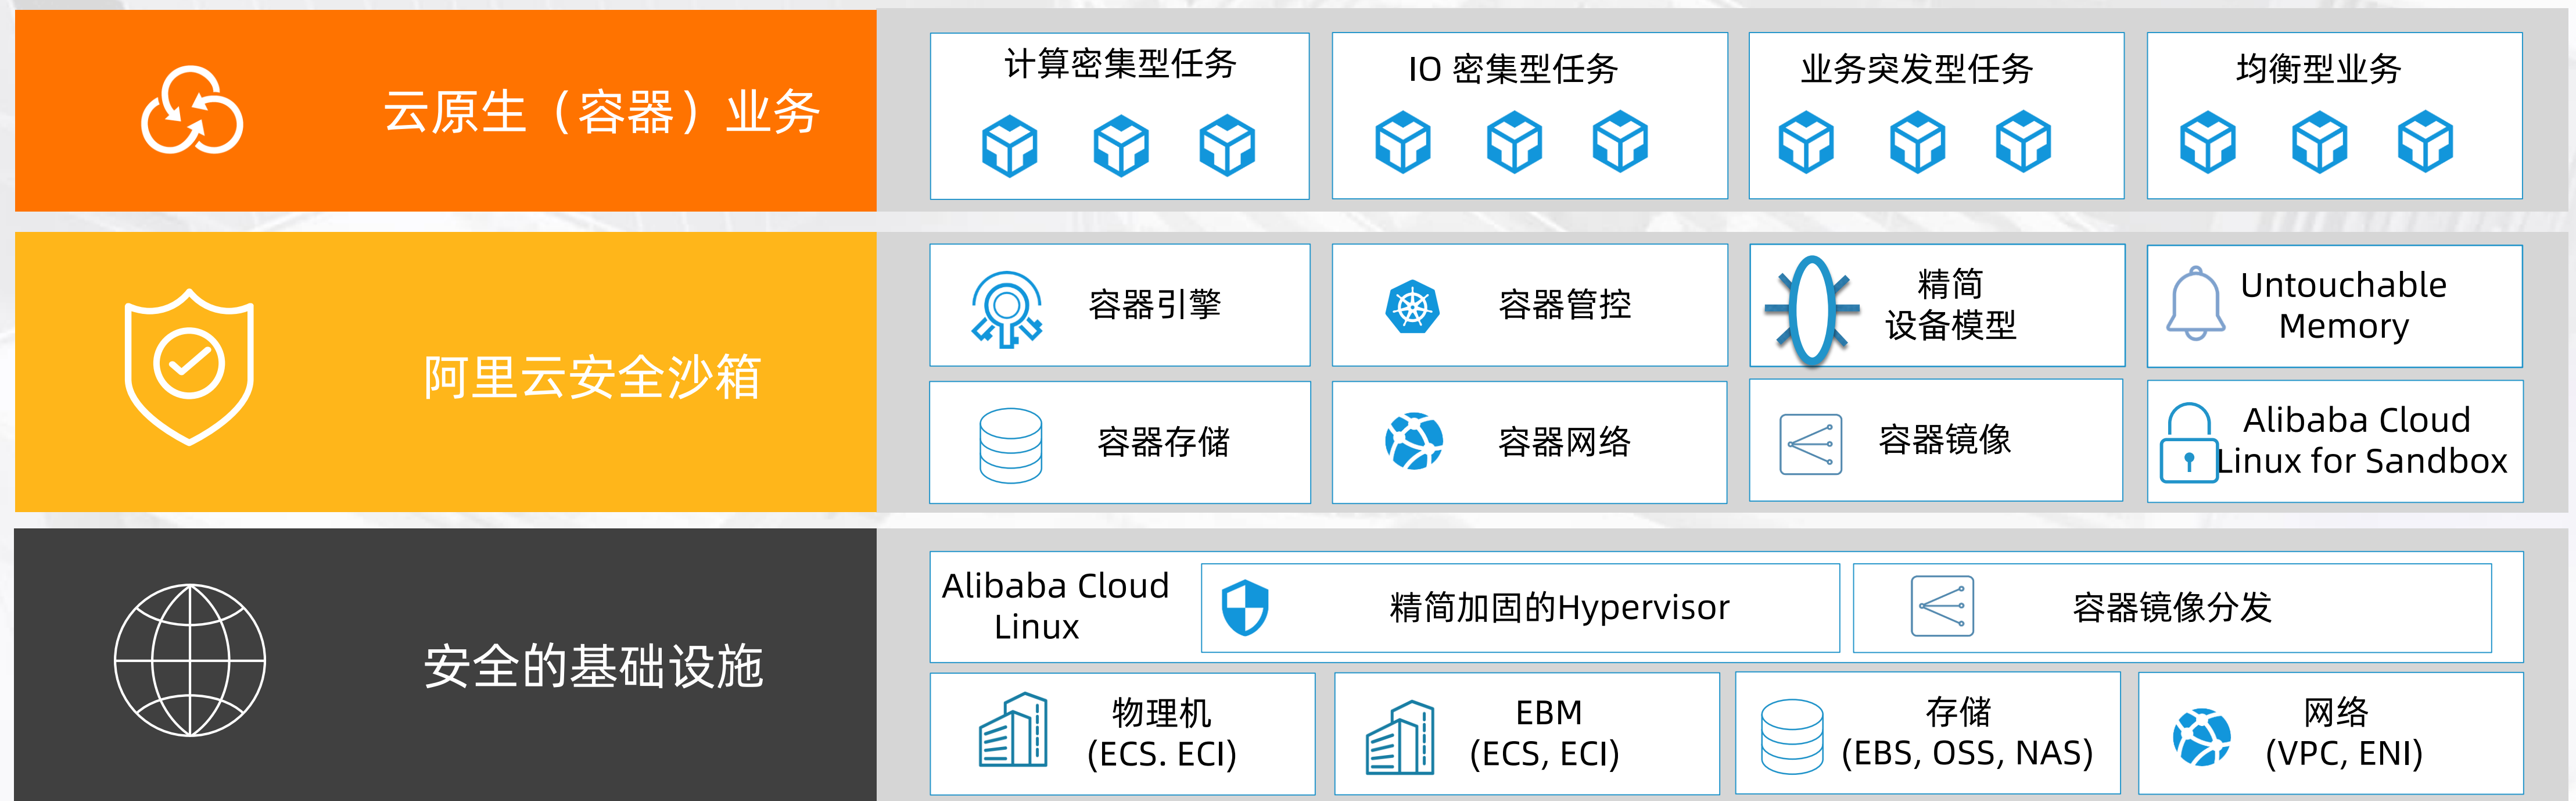 云原生（容器）业务
计算密集型任务
IO 密集型任务
业务突发型任务
均衡型业务
阿里云安全沙箱
容器引擎
容器管控
精简
设备模型
Untouchable
Memory
容器存储
容器网络
容器镜像
Alibaba Cloud
Linux for Sandbox
安全的基础设施
Alibaba Cloud
Linux
精简加固的Hypervisor
容器镜像分发
物理机
(ECS. ECI)
EBM
(ECS, ECI)
存储
(EBS, OSS, NAS)
网络
(VPC, ENI)